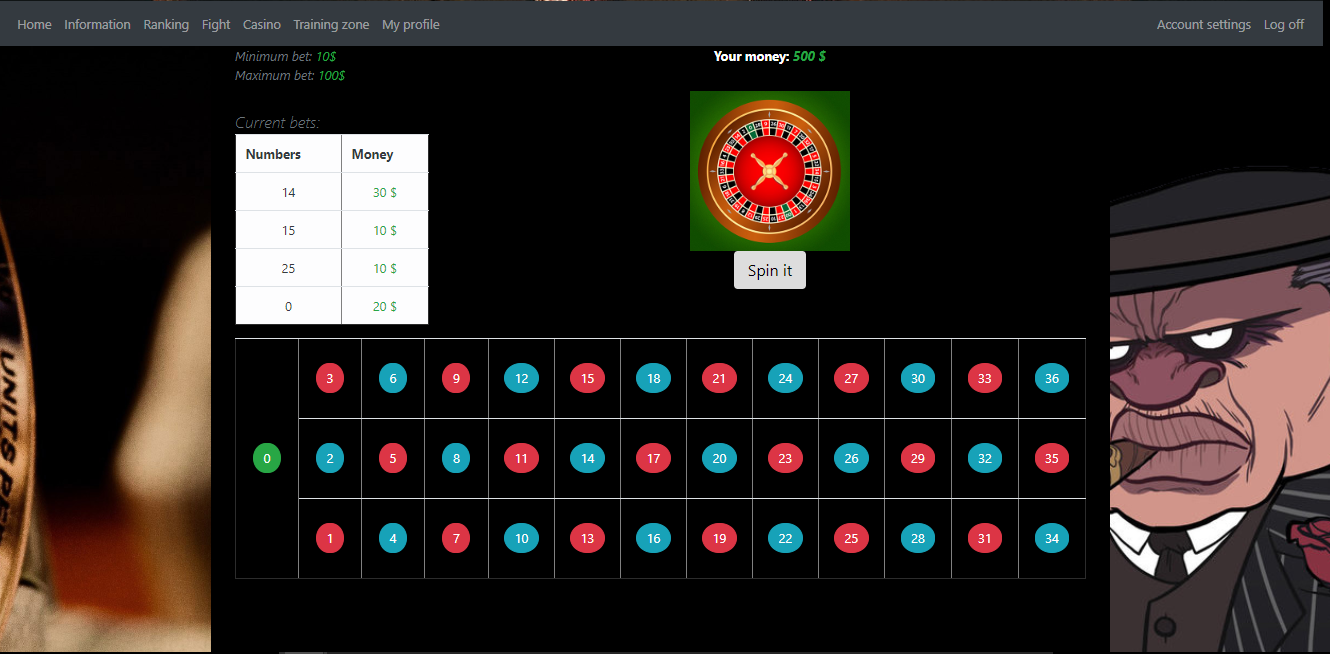 Home Information Ranking Fight Casino Training zone My profile Account settings Log off
Minimum bet: 10$
Maximum bet: 100$
Your money: 500 $
Current bets:
Numbers Money
14 30 $
15 10 $
25 10 $
0 20 $
Spin it
3 6 9 12 15 18 21 24 27 30 33 36
0 2 5 8 11 14 17 20 23 26 29 32 35
1 4 7 10 13 16 19 22 25 28 31 34
UNITS